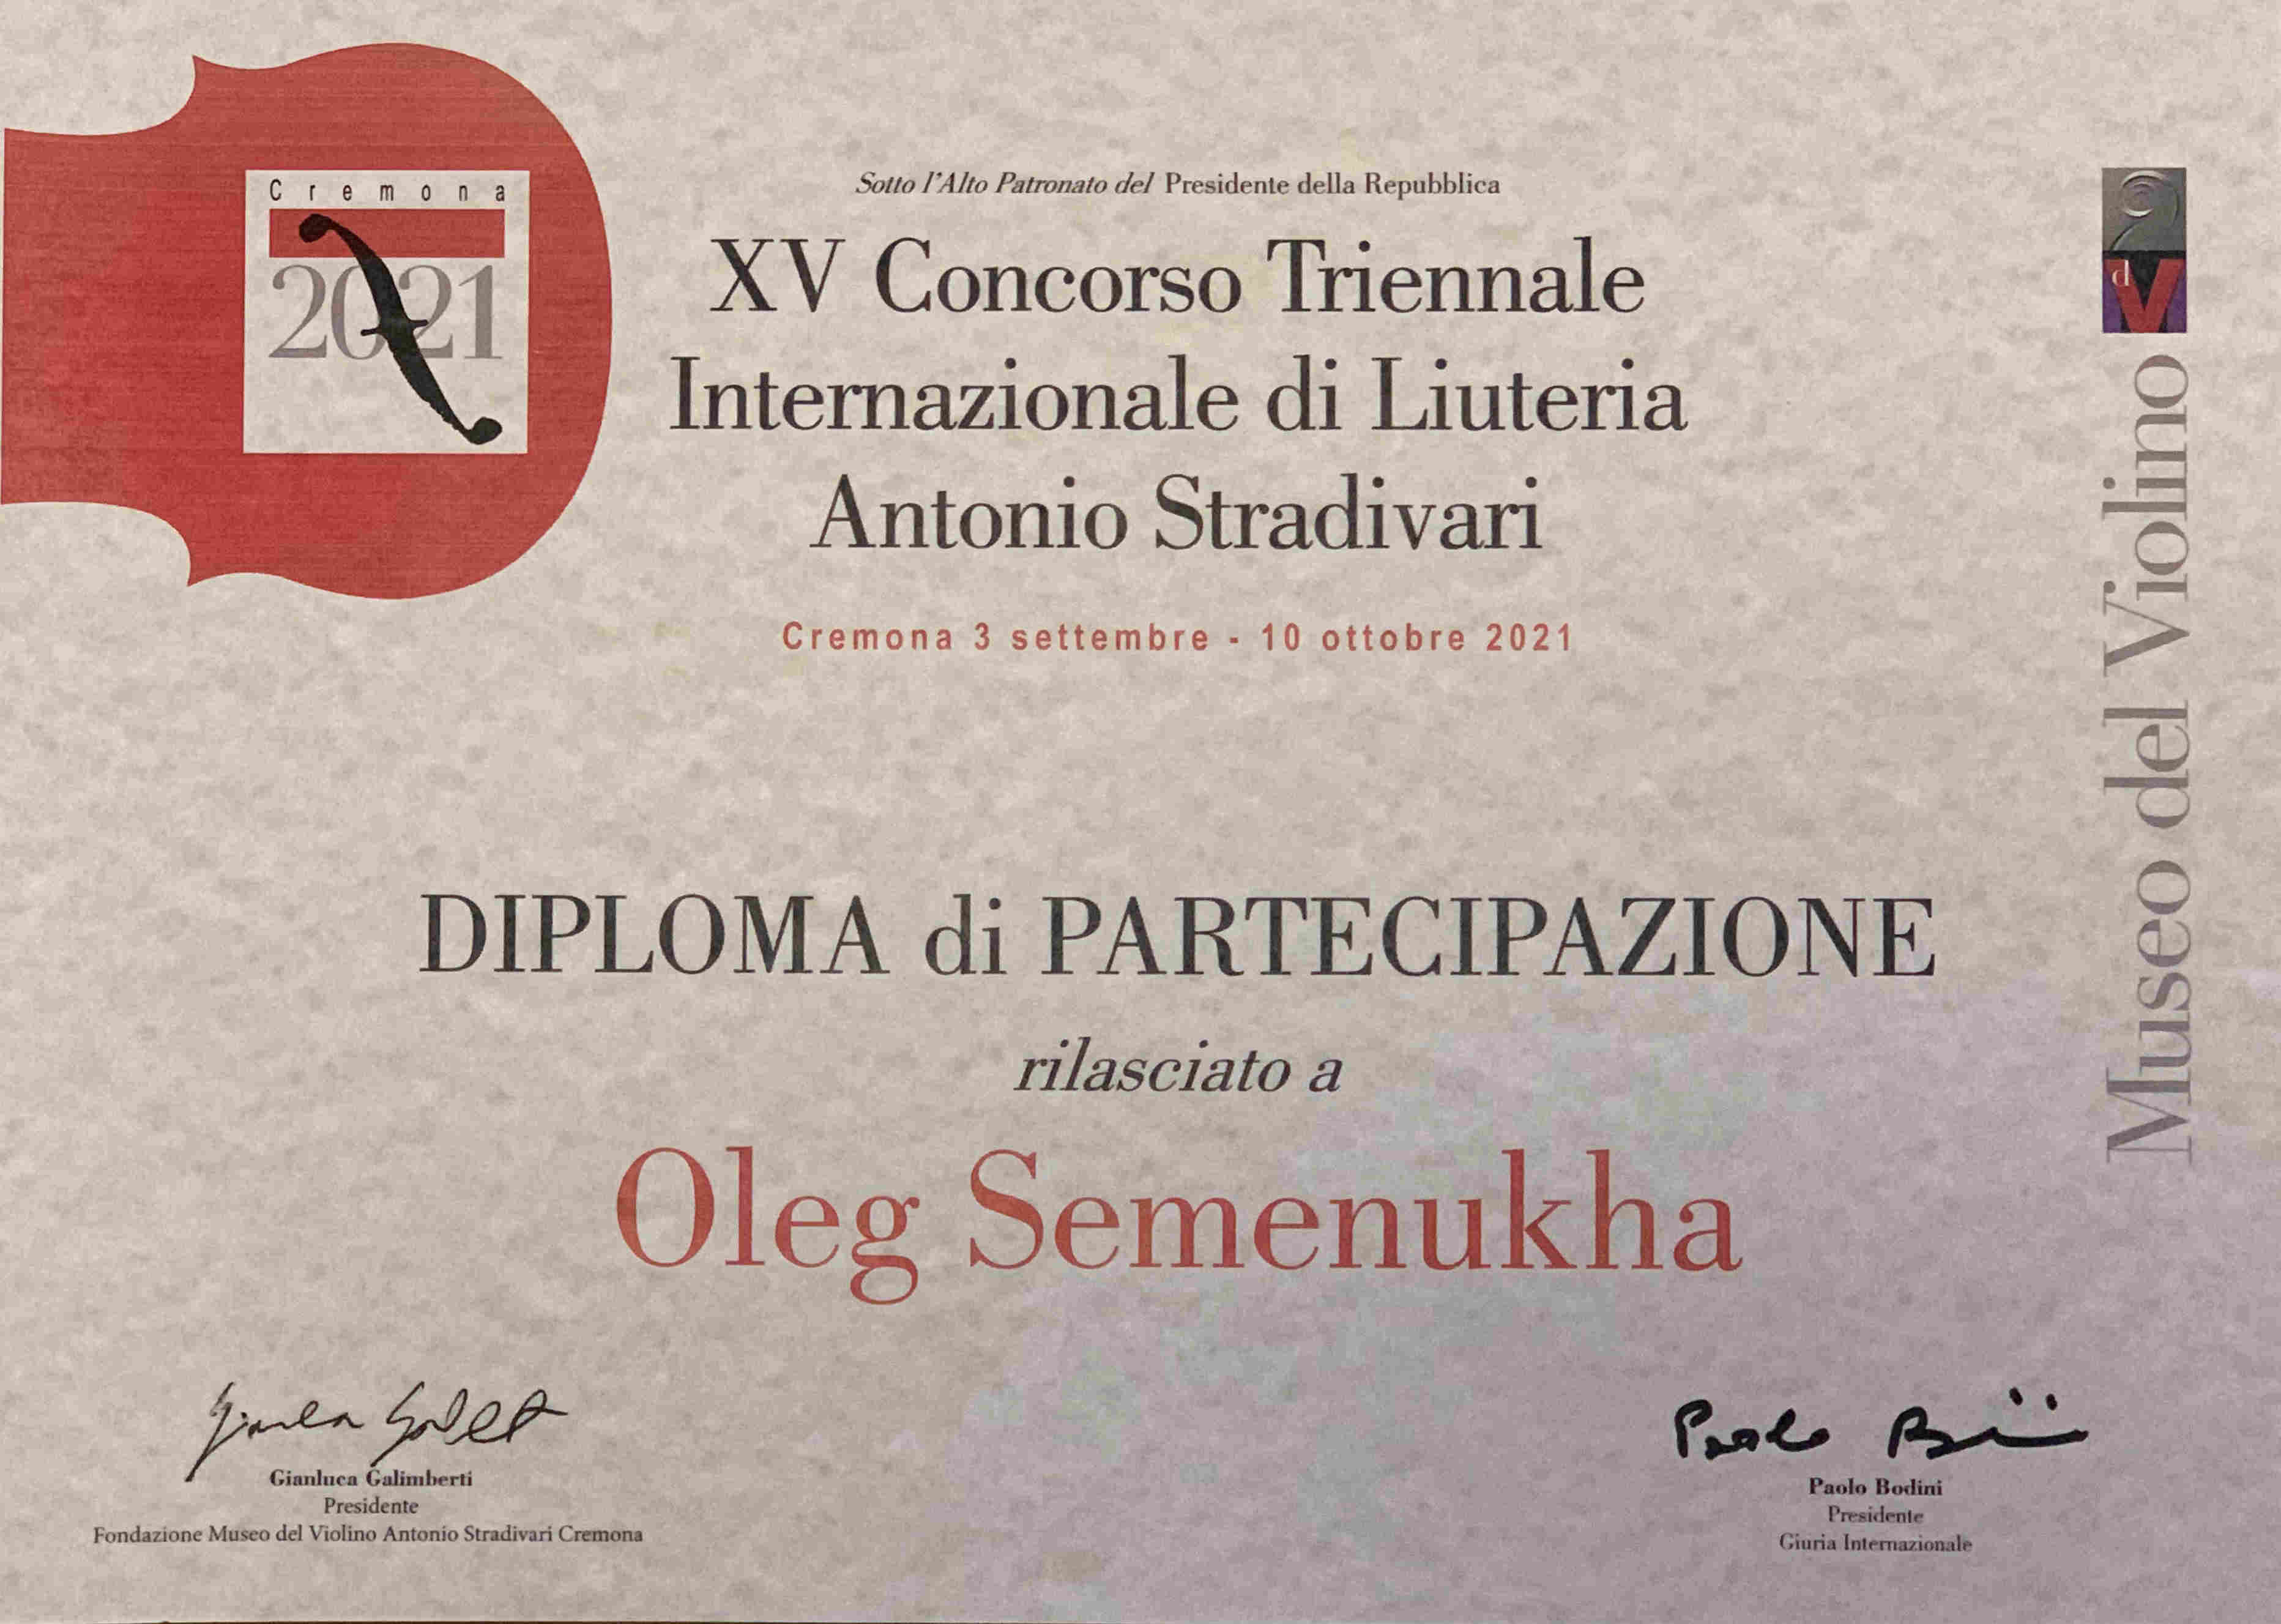 Cremona
2021
Sotto l'Alto Patronato del Presidente della Repubblica
XV Concorso Triennale
Internazionale di Liuteria
Antonio Stradivari
Cremona 3 settembre - 10 ottobre 2021
dV
Museo del Violino
DIPLOMA di PARTECIPAZIONE
rilasciato a
Oleg Semenukha
Gianluca Galimberti
Presidente
Fondazione Museo del Violino Antonio Stradivari Cremona
Paolo Bodini
Presidente
Giuria Internazionale